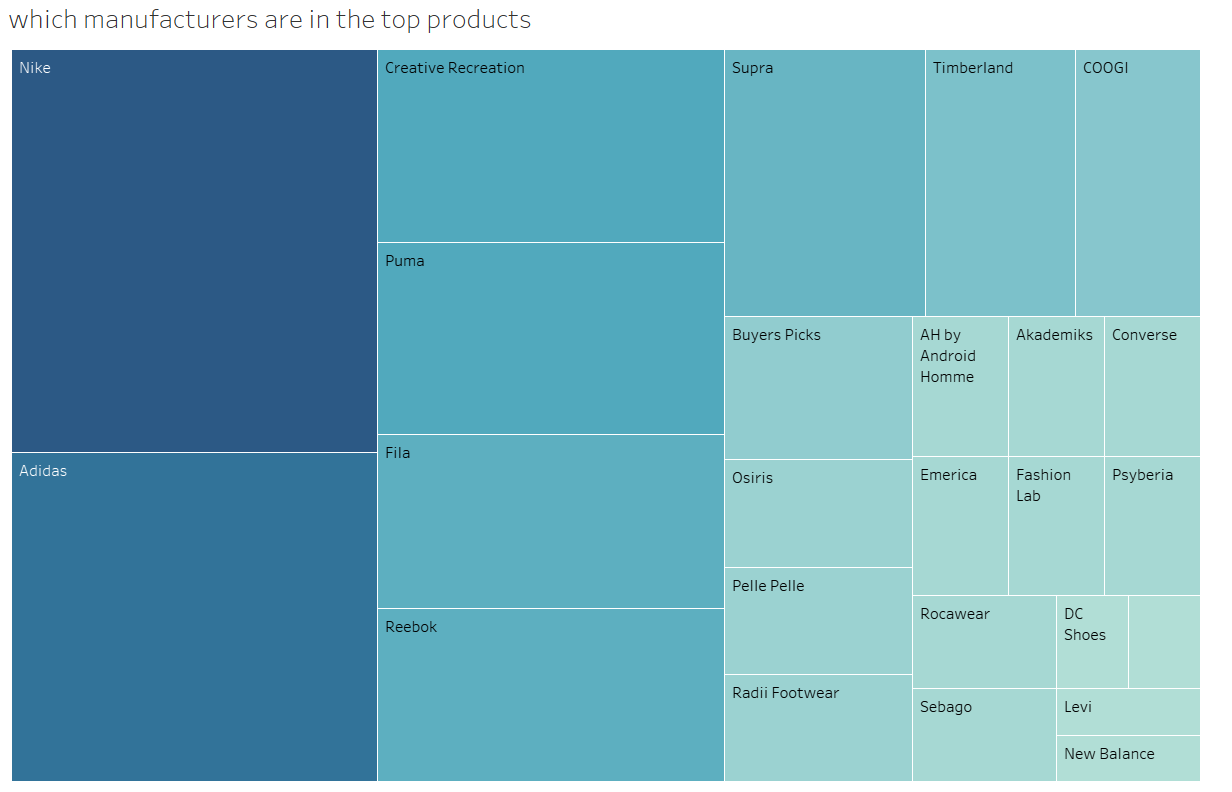 which manufacturers are in the top products
Nike
Adidas
Creative Recreation
Puma
Fila
Reebok
Supra
Timberland
COOGI
Buyers Picks
Osiris
Pelle Pelle
Radii Footwear
AH by
Android
Homme
Akademiks
Converse
Emerica
Fashion
Lab
Psyberia
Rocawear
Sebago
DC
Shoes
Levi
New Balance